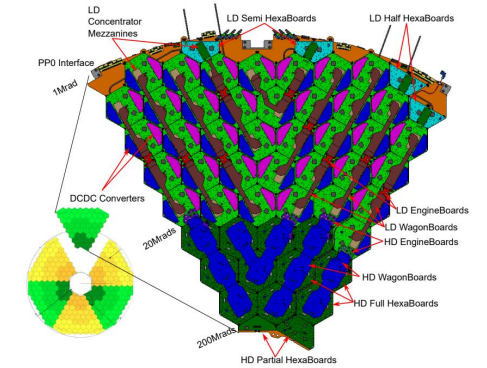 LD
Concentrator
Mezzanines
LD Semi HexaBoards
LD Half HexaBoards
PP0 Interface
1Mrad
DCDC Converters
LD EngineBoards
LD WagonBoards
20Mrads
HD EngineBoards
HD WagonBoards
HD Full HexaBoards
200Mrads
HD Partial HexaBoards